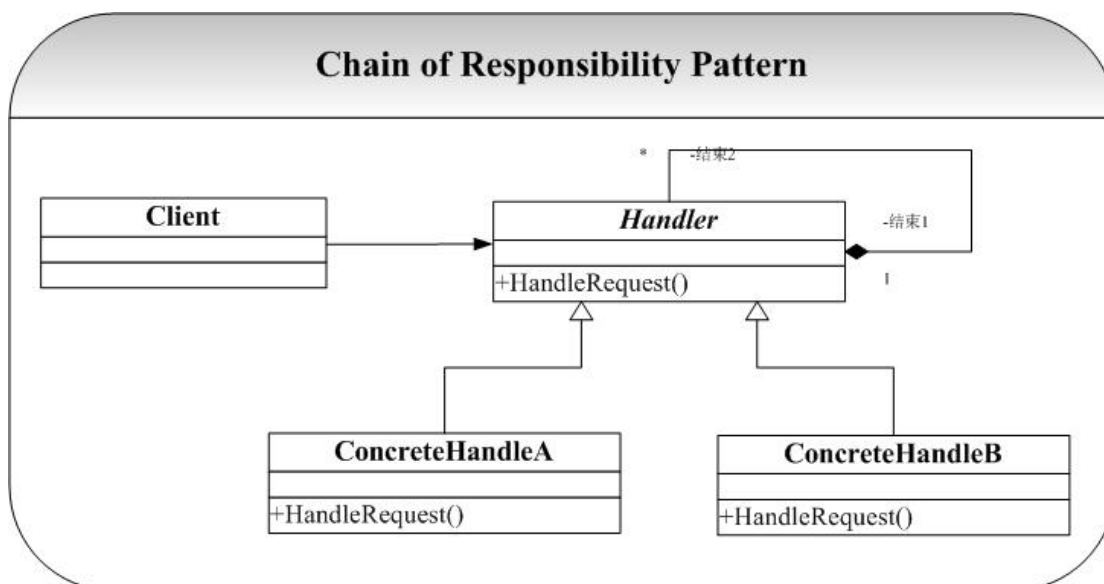 Chain of Responsibility Pattern
* -结束2
Client
Handler
-结束1
+HandleRequest()
1
ConcreteHandleA
ConcreteHandleB
+HandleRequest()
+HandleRequest()